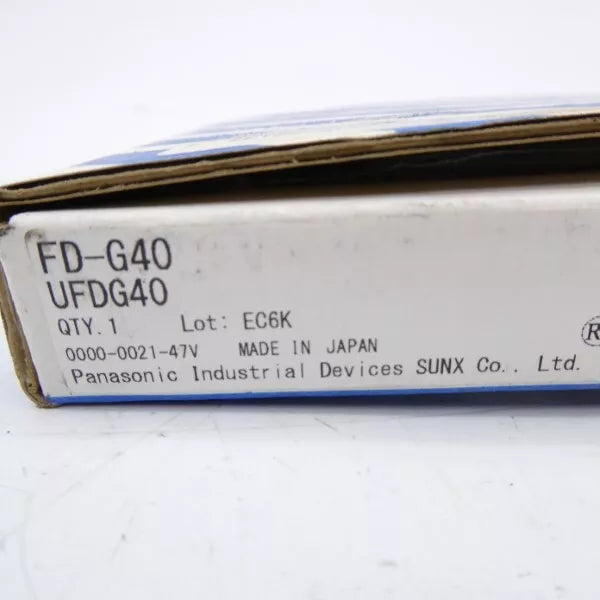 FD-G40
UFDG40
QTY.1 Lot: EC6K
0000-0021-47V MADE IN JAPAN
Panasonic Industrial Devices SUNX Co., Ltd.
R